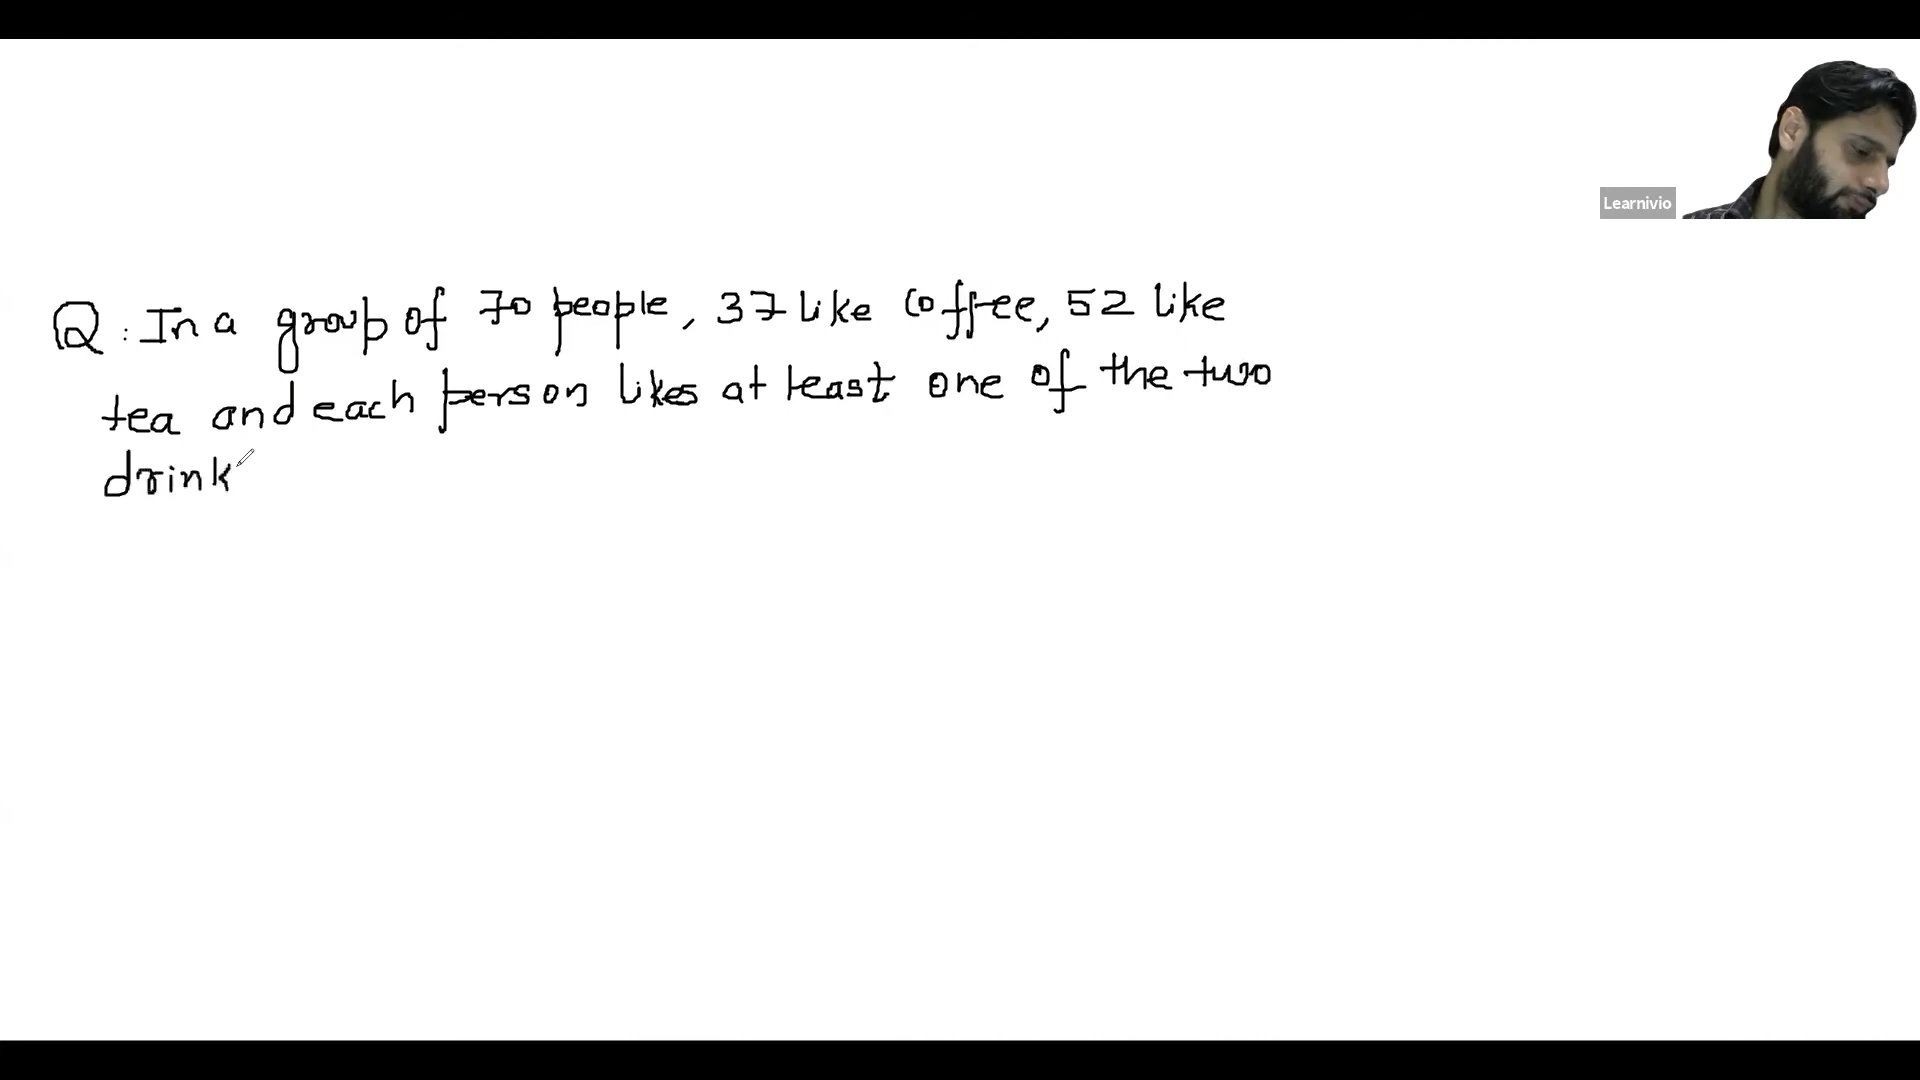 Learnivio
Q: In a group of 70 people, 37 like coffee, 52 like
tea and each person likes at least one of the two
drink